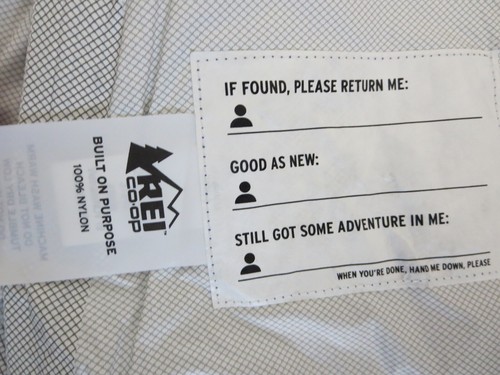 IF FOUND, PLEASE RETURN ME:
GOOD AS NEW:
STILL GOT SOME ADVENTURE IN ME:
WHEN YOU'RE DONE, HAND ME DOWN, PLEASE
REI
CO·OP
BUILT ON PURPOSE
100% NYLON